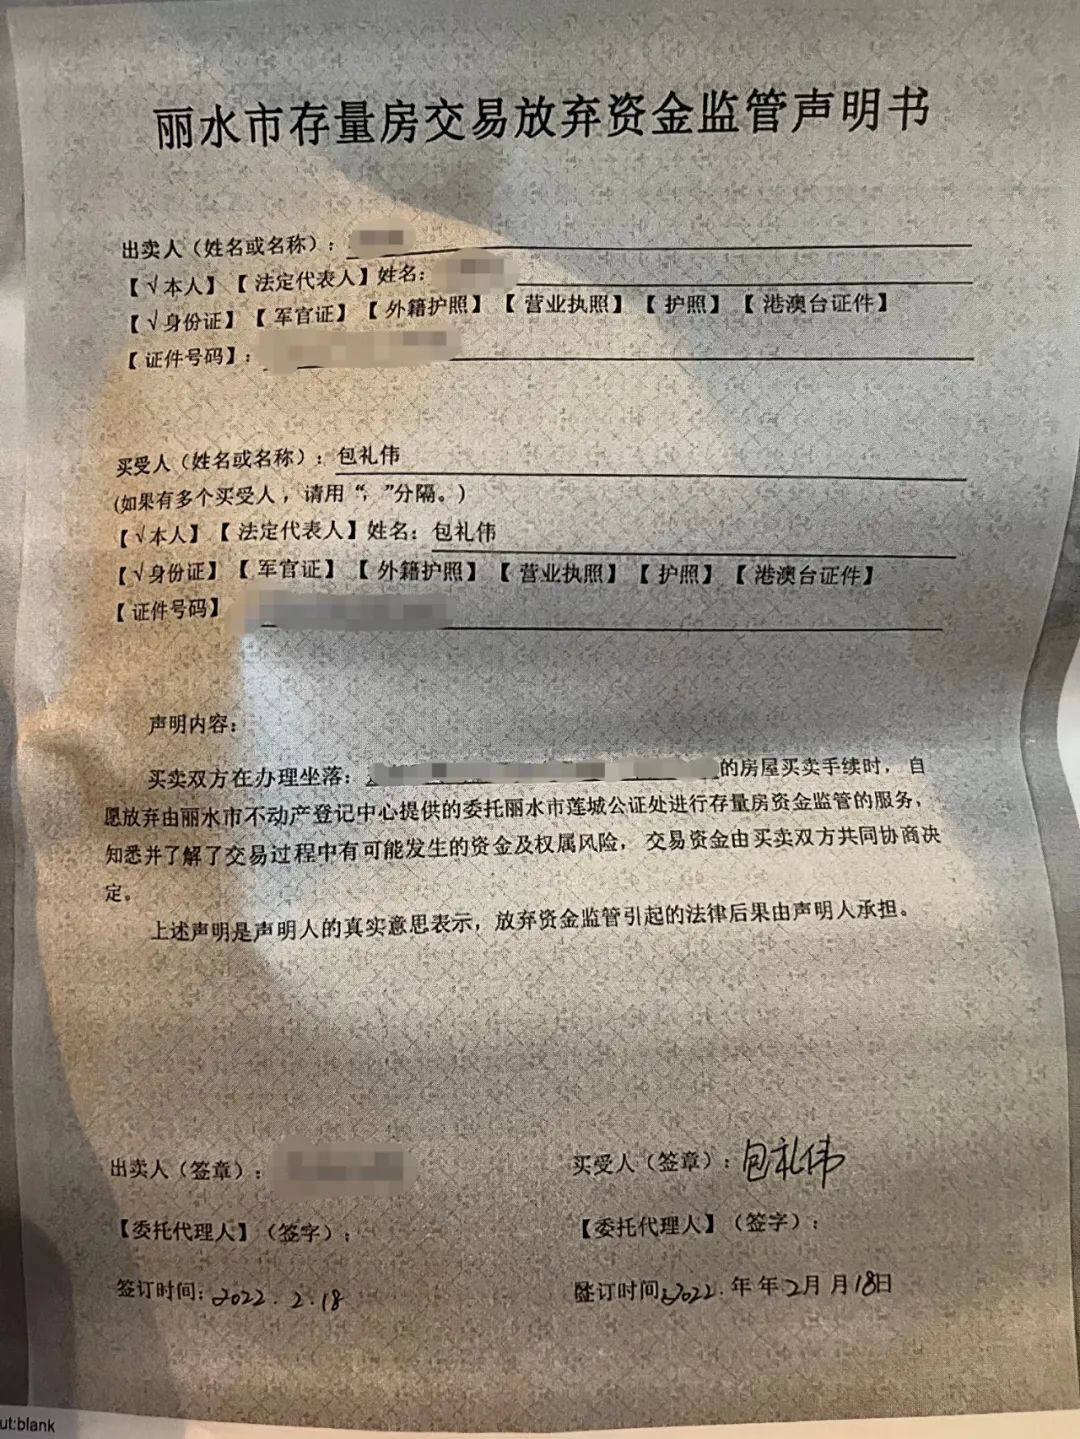 丽水市存量房交易放弃资金监管声明书
出卖人（姓名或名称）：
【√本人】【 法定代表人】姓名：
【√身份证】【 军官证】【 外籍护照】【 营业执照】【 护照】【 港澳台证件】
【 证件号码】：
买受人（姓名或名称）：包礼伟
(如果有多个买受人，请用“，”分隔。)
【√本人】【 法定代表人】姓名：包礼伟
【√身份证】【 军官证】【 外籍护照】【 营业执照】【 护照】【 港澳台证件】
【 证件号码】
声明内容：
买卖双方在办理坐落：的房屋买卖手续时，自
愿放弃由丽水市不动产登记中心提供的委托丽水市莲城公证处进行存量房资金监管的服务，
知悉并了解了交易过程中有可能发生的资金及权属风险，交易资金由买卖双方共同协商决
定。
上述声明是声明人的真实意思表示，放弃资金监管引起的法律后果由声明人承担。
出卖人（签章）：
买受人（签章）：包礼伟
【委托代理人】（签字）：
【委托代理人】（签字）：
签订时间：2022.2.18
签订时间：2022.年 年 2月 月 18日
ut:blank